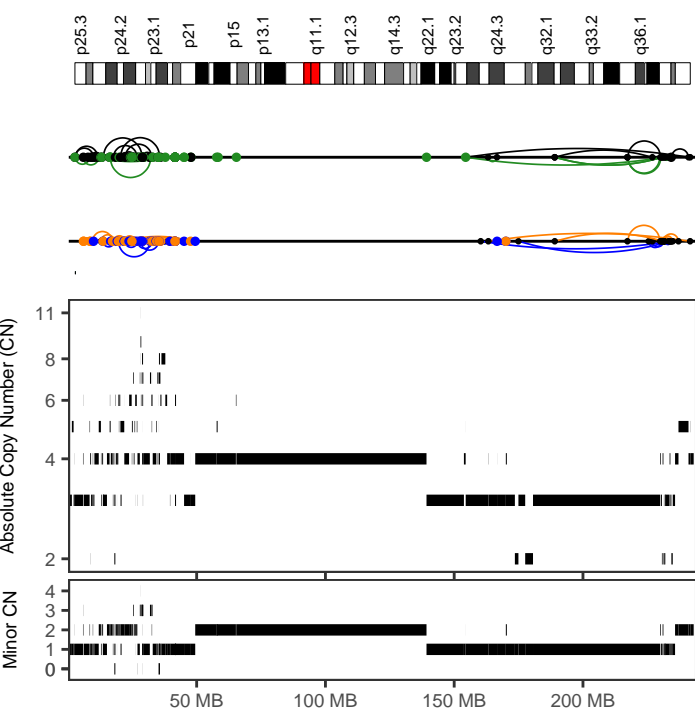 p25.3 p24.2 p23.1 p21 p15 p13.1 q11.1 q12.3 q14.3 q22.1 q23.2 q24.3 q32.1 q33.2 q36.1
Absolute Copy Number (CN)
11
8
6
4
2
Minor CN
4
3
2
1
0
50 MB 100 MB 150 MB 200 MB